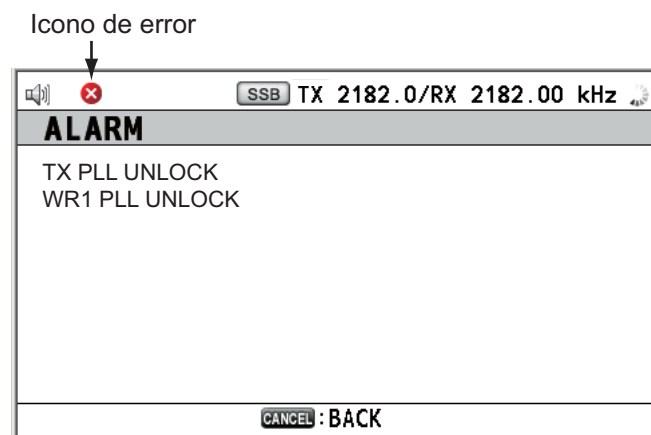 Icono de error
SSB TX 2182.0/RX 2182.00 kHz
ALARM
TX PLL UNLOCK
WR1 PLL UNLOCK
CANCEL : BACK